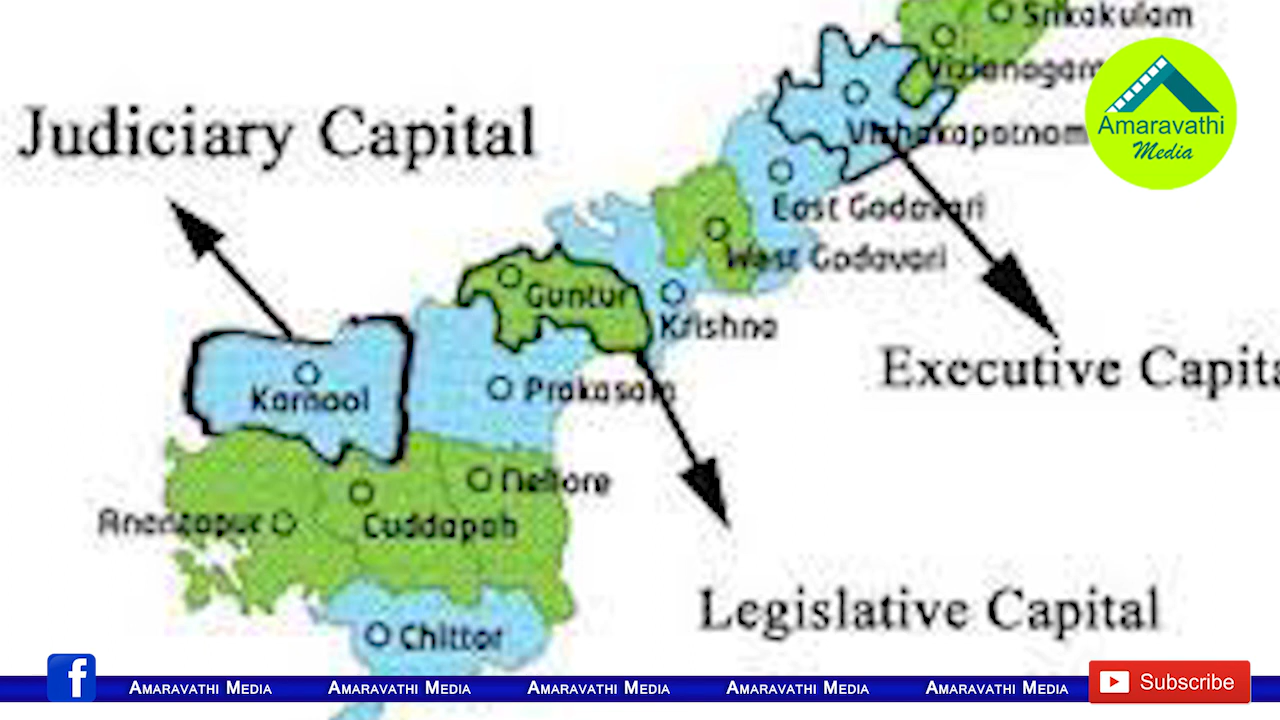 Srikakulam
Vizianagaram
Amaravathi
Media
Judiciary Capital
Vishakapatnam
East Godavari
West Godavari
Guntur
Krishna
Executive Capita
Kurnool
Prakasam
Nellore
Anantapur
Cuddapah
Legislative Capital
Chittor
f
AMARAVATHI MEDIA
AMARAVATHI MEDIA
AMARAVATHI MEDIA
AMARAVATHI MEDIA
AMARAVATHI MEDIA
Subscribe